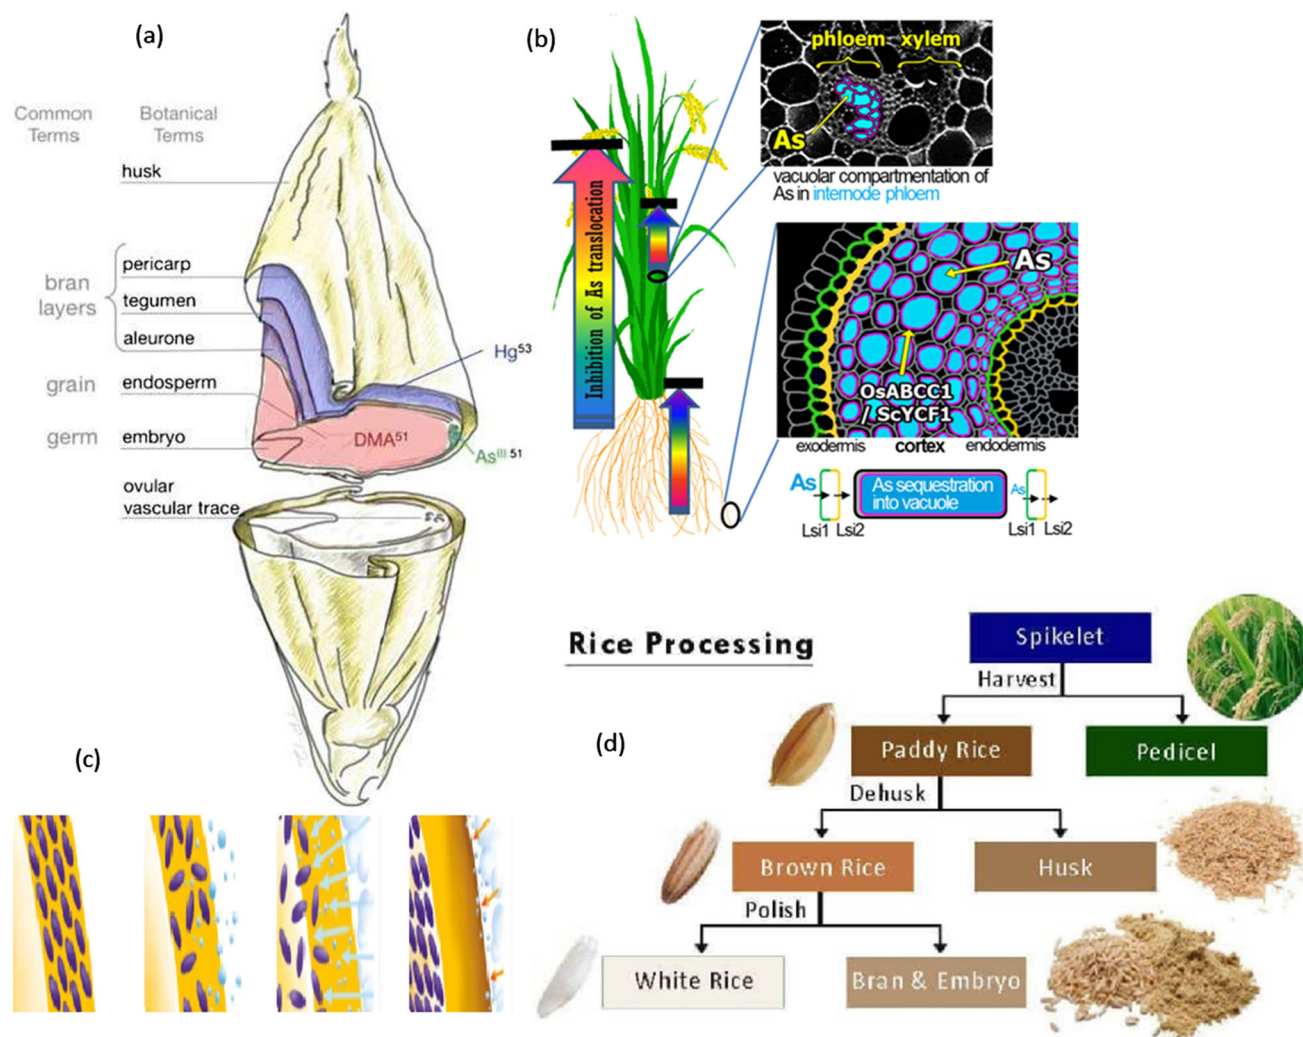 (a)
Common
Terms
Botanical
Terms
husk
bran
layers
pericarp
tegumen
aleurone
grain
endosperm
germ
embryo
ovular
vascular trace
Hg53
DMA51
AsIII 51
(b)
Inhibition of As translocation
phloem xylem
As
vacuolar compartmentation of
As in internode phloem
As
OsABCC1
/ ScYCF1
exodermis cortex endodermis
As
As sequestration
into vacuole
As
Lsi1 Lsi2
Lsi1 Lsi2
(c)
(d)
Rice Processing
Spikelet
Harvest
Paddy Rice
Pedicel
Dehusk
Brown Rice
Husk
Polish
White Rice
Bran & Embryo